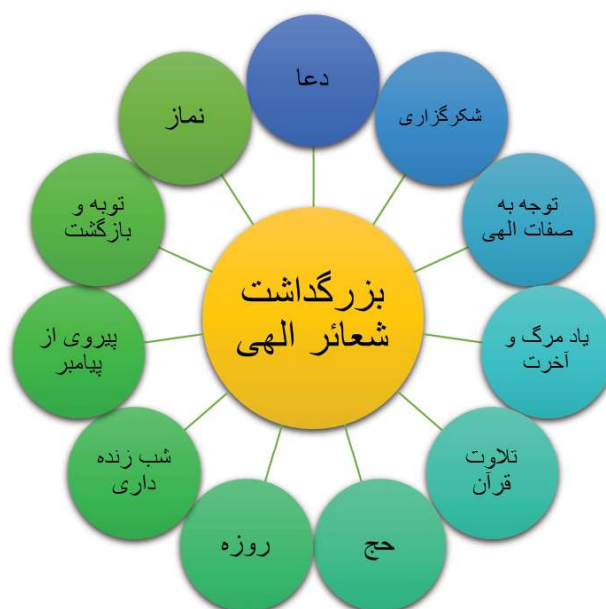 بزرگداشت
شعائر الهی
دعا
شکرگزاری
توجه به
صفات الهی
یاد مرگ و
آخرت
تلاوت
قرآن
حج
روزه
شب زنده
داری
پیروی از
پیامبر
توبه و
بازگشت
نماز